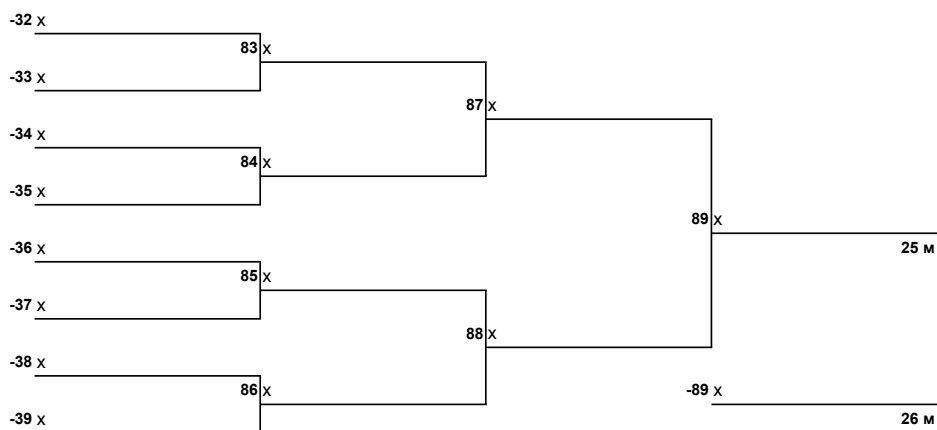 -32 X
83 X
-33 X
87 X
-34 X
84 X
-35 X
89 X
25 м
-36 X
85 X
-37 X
88 X
-38 X
86 X
-89 X
-39 X
26 м